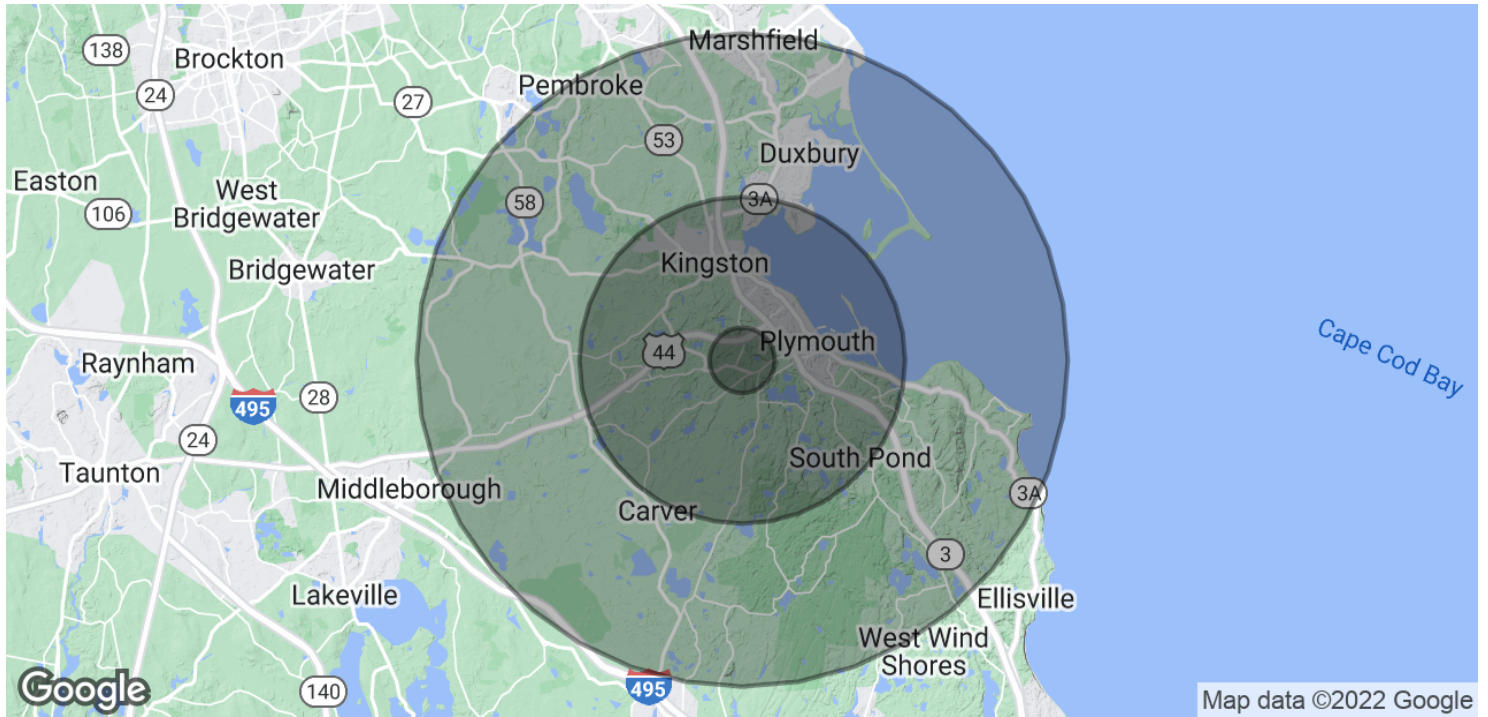 Marshfield
138
Brockton
Pembroke
24
27
53
Duxbury
Easton
West
Bridgewater
106
58
3A
Bridgewater
Kingston
Cape Cod Bay
Plymouth
44
Raynham
495
28
24
Taunton
South Pond
Middleborough
3A
Carver
3
Lakeville
Ellisville
West Wind
Shores
140
495
Google
Map data ©2022 Google